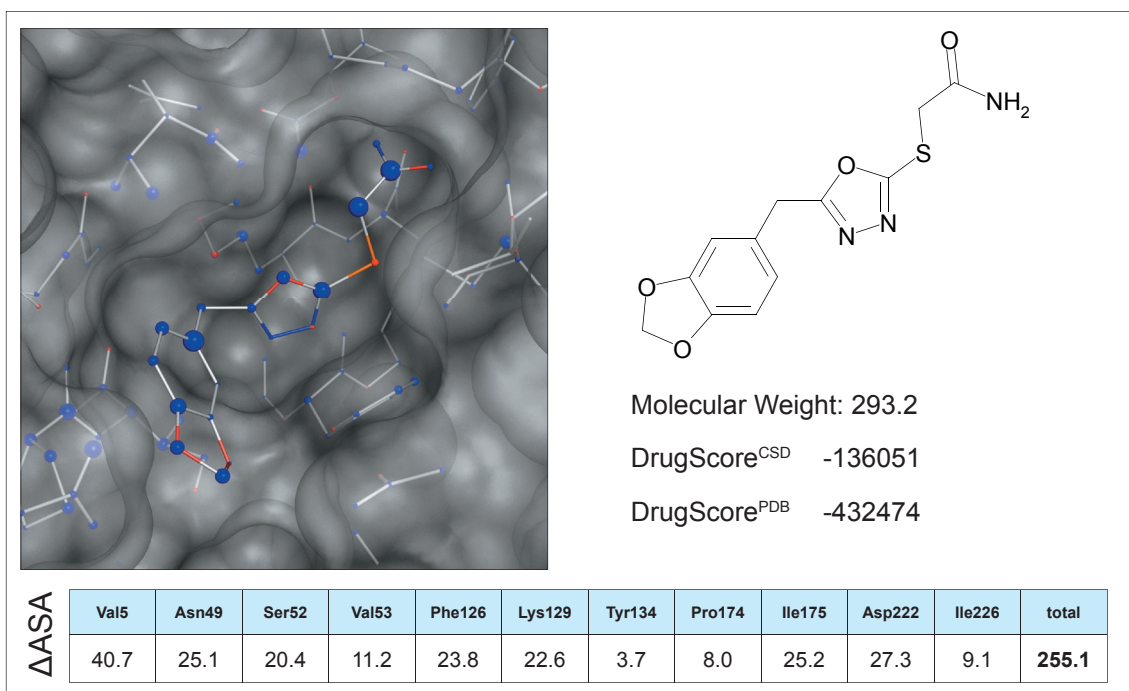 O
NH2
S
O
N
N
O
O
Molecular Weight: 293.2
DrugScoreCSD -136051
DrugScorePDB -432474
ΔASA
Val5 Asn49 Ser52 Val53 Phe126 Lys129 Tyr134 Pro174 Ile175 Asp222 Ile226 total
40.7 25.1 20.4 11.2 23.8 22.6 3.7 8.0 25.2 27.3 9.1 255.1